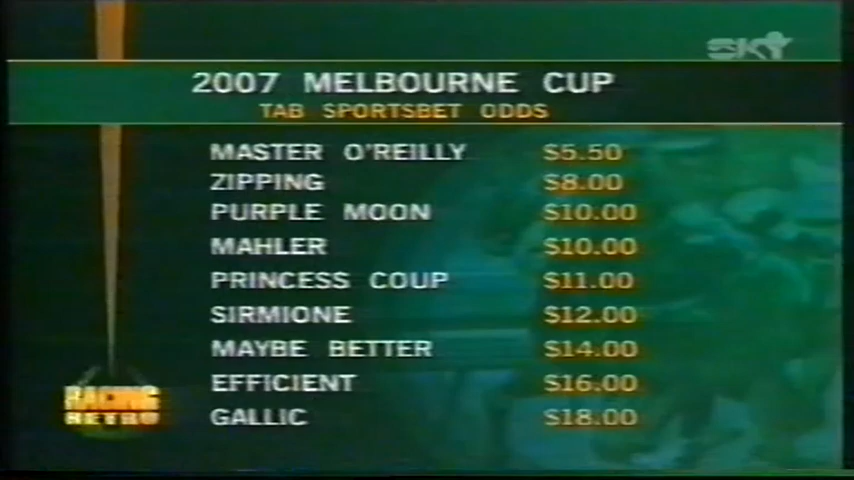 SKY
2007 MELBOURNE CUP
TAB SPORTSBET ODDS
MASTER O'REILLY $5.50
ZIPPING $8.00
PURPLE MOON $10.00
MAHLER $10.00
PRINCESS COUP $11.00
SIRMIONE $12.00
MAYBE BETTER $14.00
EFFICIENT $16.00
GALLIC $18.00
RACING
RETRO